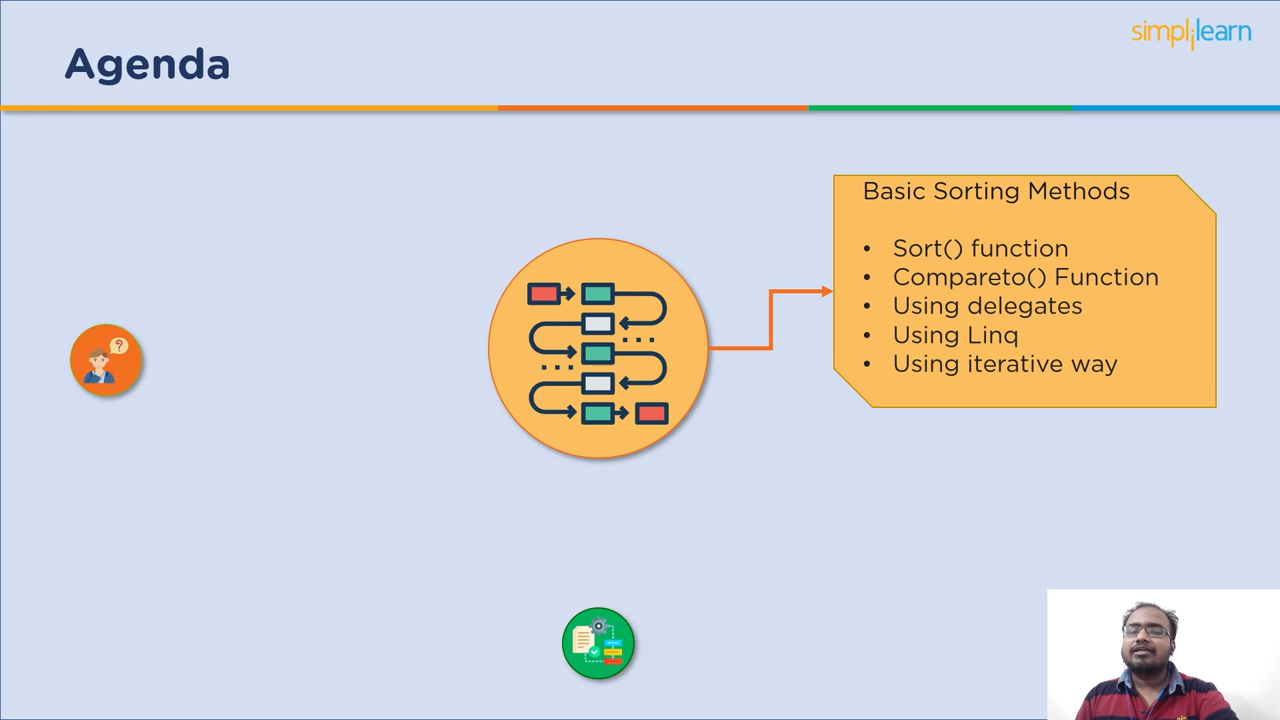 simplilearn
Agenda
Basic Sorting Methods
• Sort() function
• Compareto() Function
• Using delegates
• Using Linq
• Using iterative way
?